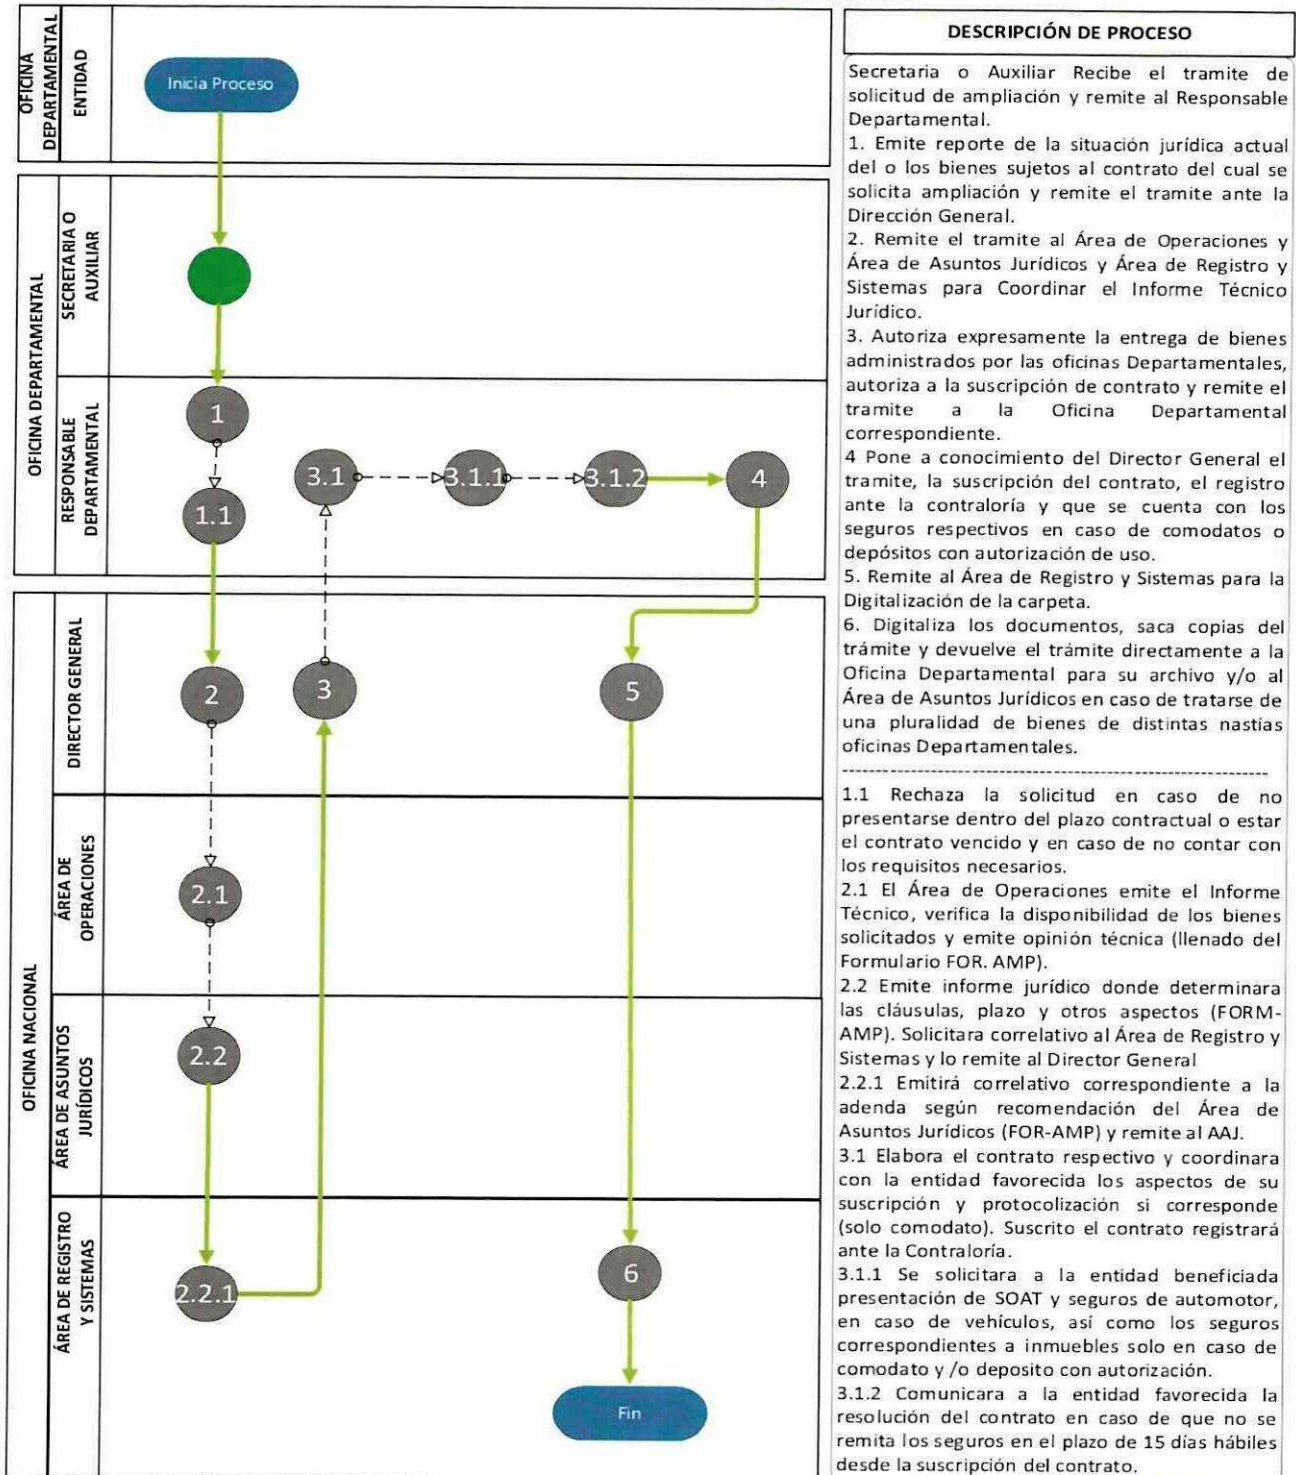 OFICINA
DEPARTAMENTAL
ENTIDAD
Inicia Proceso
OFICINA DEPARTAMENTAL
SECRETARIA O
AUXILIAR
RESPONSABLE
DEPARTAMENTAL
1
1.1
3.1
3.1.1
3.1.2
4
OFICINA NACIONAL
DIRECTOR GENERAL
2
3
5
ÁREA DE
OPERACIONES
2.1
ÁREA DE ASUNTOS
JURÍDICOS
2.2
ÁREA DE REGISTRO
Y SISTEMAS
2.2.1
6
Fin
DESCRIPCIÓN DE PROCESO
Secretaria o Auxiliar Recibe el tramite de
solicitud de ampliación y remite al Responsable
Departamental.
1. Emite reporte de la situación jurídica actual
del o los bienes sujetos al contrato del cual se
solicita ampliación y remite el tramite ante la
Dirección General.
2. Remite el tramite al Área de Operaciones y
Área de Asuntos Jurídicos y Área de Registro y
Sistemas para Coordinar el Informe Técnico
Jurídico.
3. Autoriza expresamente la entrega de bienes
administrados por las oficinas Departamentales,
autoriza a la suscripción de contrato y remite el
tramite a la Oficina Departamental
correspondiente.
4 Pone a conocimiento del Director General el
tramite, la suscripción del contrato, el registro
ante la contraloría y que se cuenta con los
seguros respectivos en caso de comodatos o
depósitos con autorización de uso.
5. Remite al Área de Registro y Sistemas para la
Digitalización de la carpeta.
6. Digitaliza los documentos, saca copias del
trámite y devuelve el trámite directamente a la
Oficina Departamental para su archivo y/o al
Área de Asuntos Jurídicos en caso de tratarse de
una pluralidad de bienes de distintas nastías
oficinas Departamentales.
1.1 Rechaza la solicitud en caso de no
presentarse dentro del plazo contractual o estar
el contrato vencido y en caso de no contar con
los requisitos necesarios.
2.1 El Área de Operaciones emite el Informe
Técnico, verifica la disponibilidad de los bienes
solicitados y emite opinión técnica (llenado del
Formulario FOR. AMP).
2.2 Emite informe jurídico donde determinara
las cláusulas, plazo y otros aspectos (FORM-
AMP). Solicitara correlativo al Área de Registro y
Sistemas y lo remite al Director General
2.2.1 Emitirá correlativo correspondiente a la
adenda según recomendación del Área de
Asuntos Jurídicos (FOR-AMP) y remite al AAJ.
3.1 Elabora el contrato respectivo y coordinara
con la entidad favorecida los aspectos de su
suscripción y protocolización si corresponde
(solo comodato). Suscrito el contrato registrará
ante la Contraloría.
3.1.1 Se solicitara a la entidad beneficiada
presentación de SOAT y seguros de automotor,
en caso de vehículos, así como los seguros
correspondientes a inmuebles solo en caso de
comodato y /o deposito con autorización.
3.1.2 Comunicara a la entidad favorecida la
resolución del contrato en caso de que no se
remita los seguros en el plazo de 15 días hábiles
desde la suscripción del contrato.